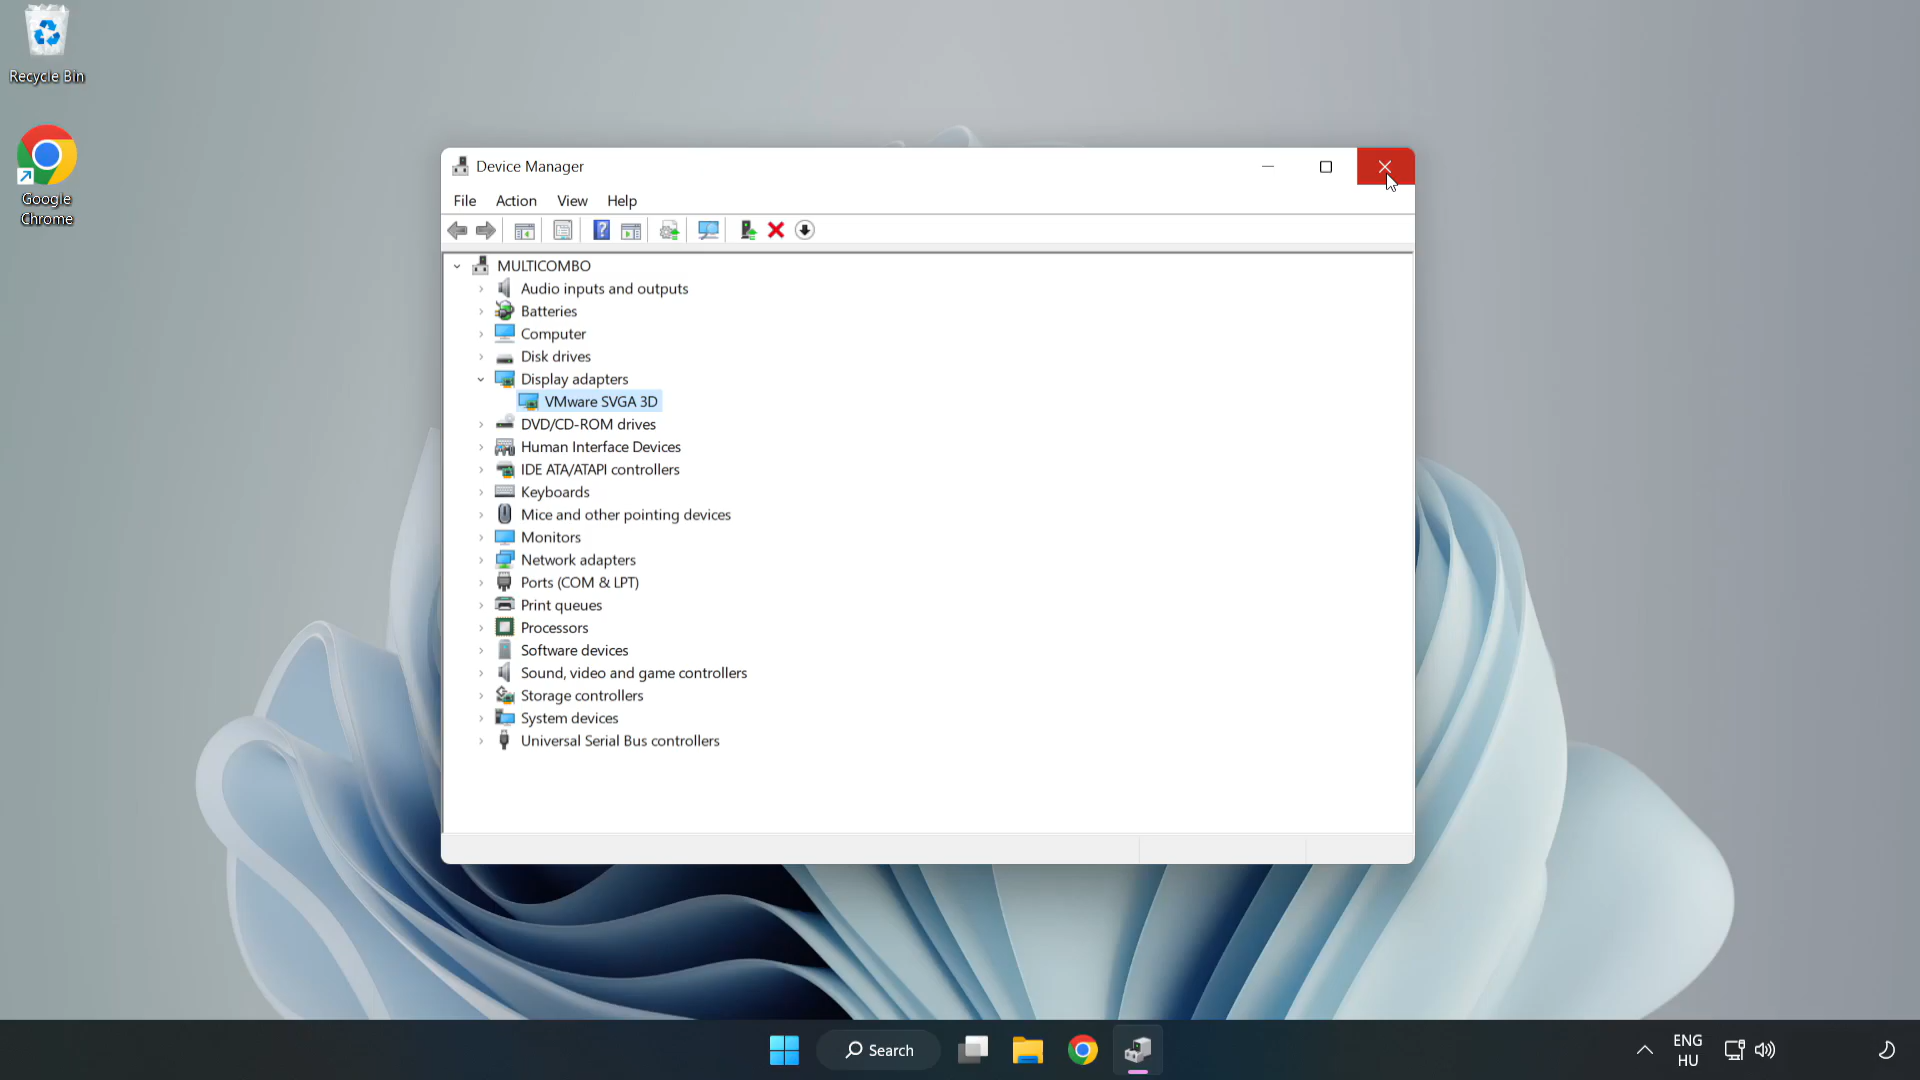 Recycle Bin
Google
Chrome
Device Manager
File Action View Help
MULTICOMBO
Audio inputs and outputs
Batteries
Computer
Disk drives
Display adapters
VMware SVGA 3D
DVD/CD-ROM drives
Human Interface Devices
IDE ATA/ATAPI controllers
Keyboards
Mice and other pointing devices
Monitors
Network adapters
Ports (COM & LPT)
Print queues
Processors
Software devices
Sound, video and game controllers
Storage controllers
System devices
Universal Serial Bus controllers
Search
ENG
HU